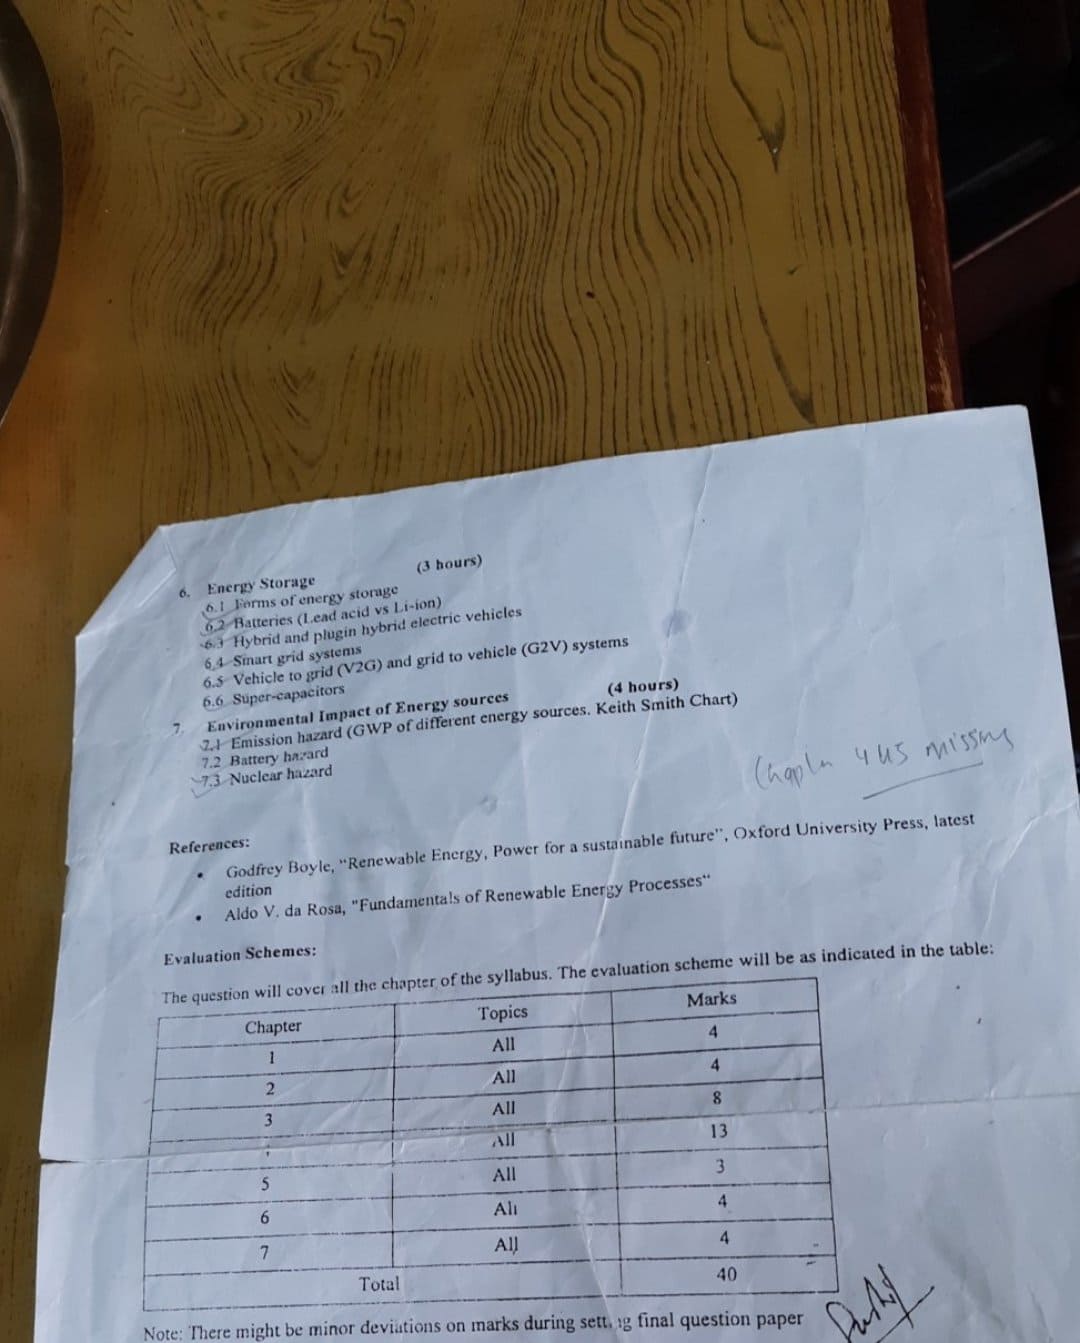 6. Energy Storage (3 hours)
6.1 Forms of energy storage
6.2 Batteries (Lead acid vs Li-ion)
6.3 Hybrid and plugin hybrid electric vehicles
6.4 Smart grid systems
6.5 Vehicle to grid (V2G) and grid to vehicle (G2V) systems
6.6 Super-capacitors
7. Environmental Impact of Energy sources (4 hours)
7.1 Emission hazard (GWP of different energy sources. Keith Smith Chart)
7.2 Battery hazard
7.3 Nuclear hazard
4 missing
References:
• Godfrey Boyle, “Renewable Energy, Power for a sustainable future”, Oxford University Press, latest
edition
• Aldo V. da Rosa, "Fundamentals of Renewable Energy Processes“
Evaluation Schemes:
The question will cover all the chapter of the syllabus. The evaluation scheme will be as indicated in the table:
Chapter Topics Marks
1 All 4
2 All 4
3 All 8
All 13
5 All 3
6 All 4
7 All 4
Total 40
Note: There might be minor deviations on marks during setting final question paper